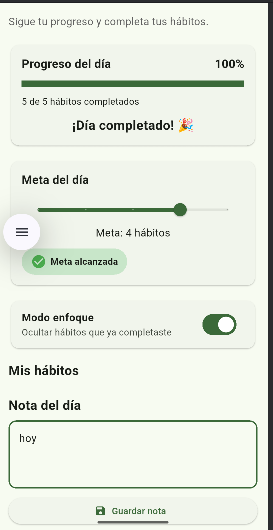 Sigue tu progreso y completa tus hábitos.
Progreso del día 100%
5 de 5 hábitos completados
¡Día completado! 🎉
Meta del día
Meta: 4 hábitos
Meta alcanzada
Modo enfoque
Ocultar hábitos que ya completaste
Mis hábitos
Nota del día
hoy
Guardar nota